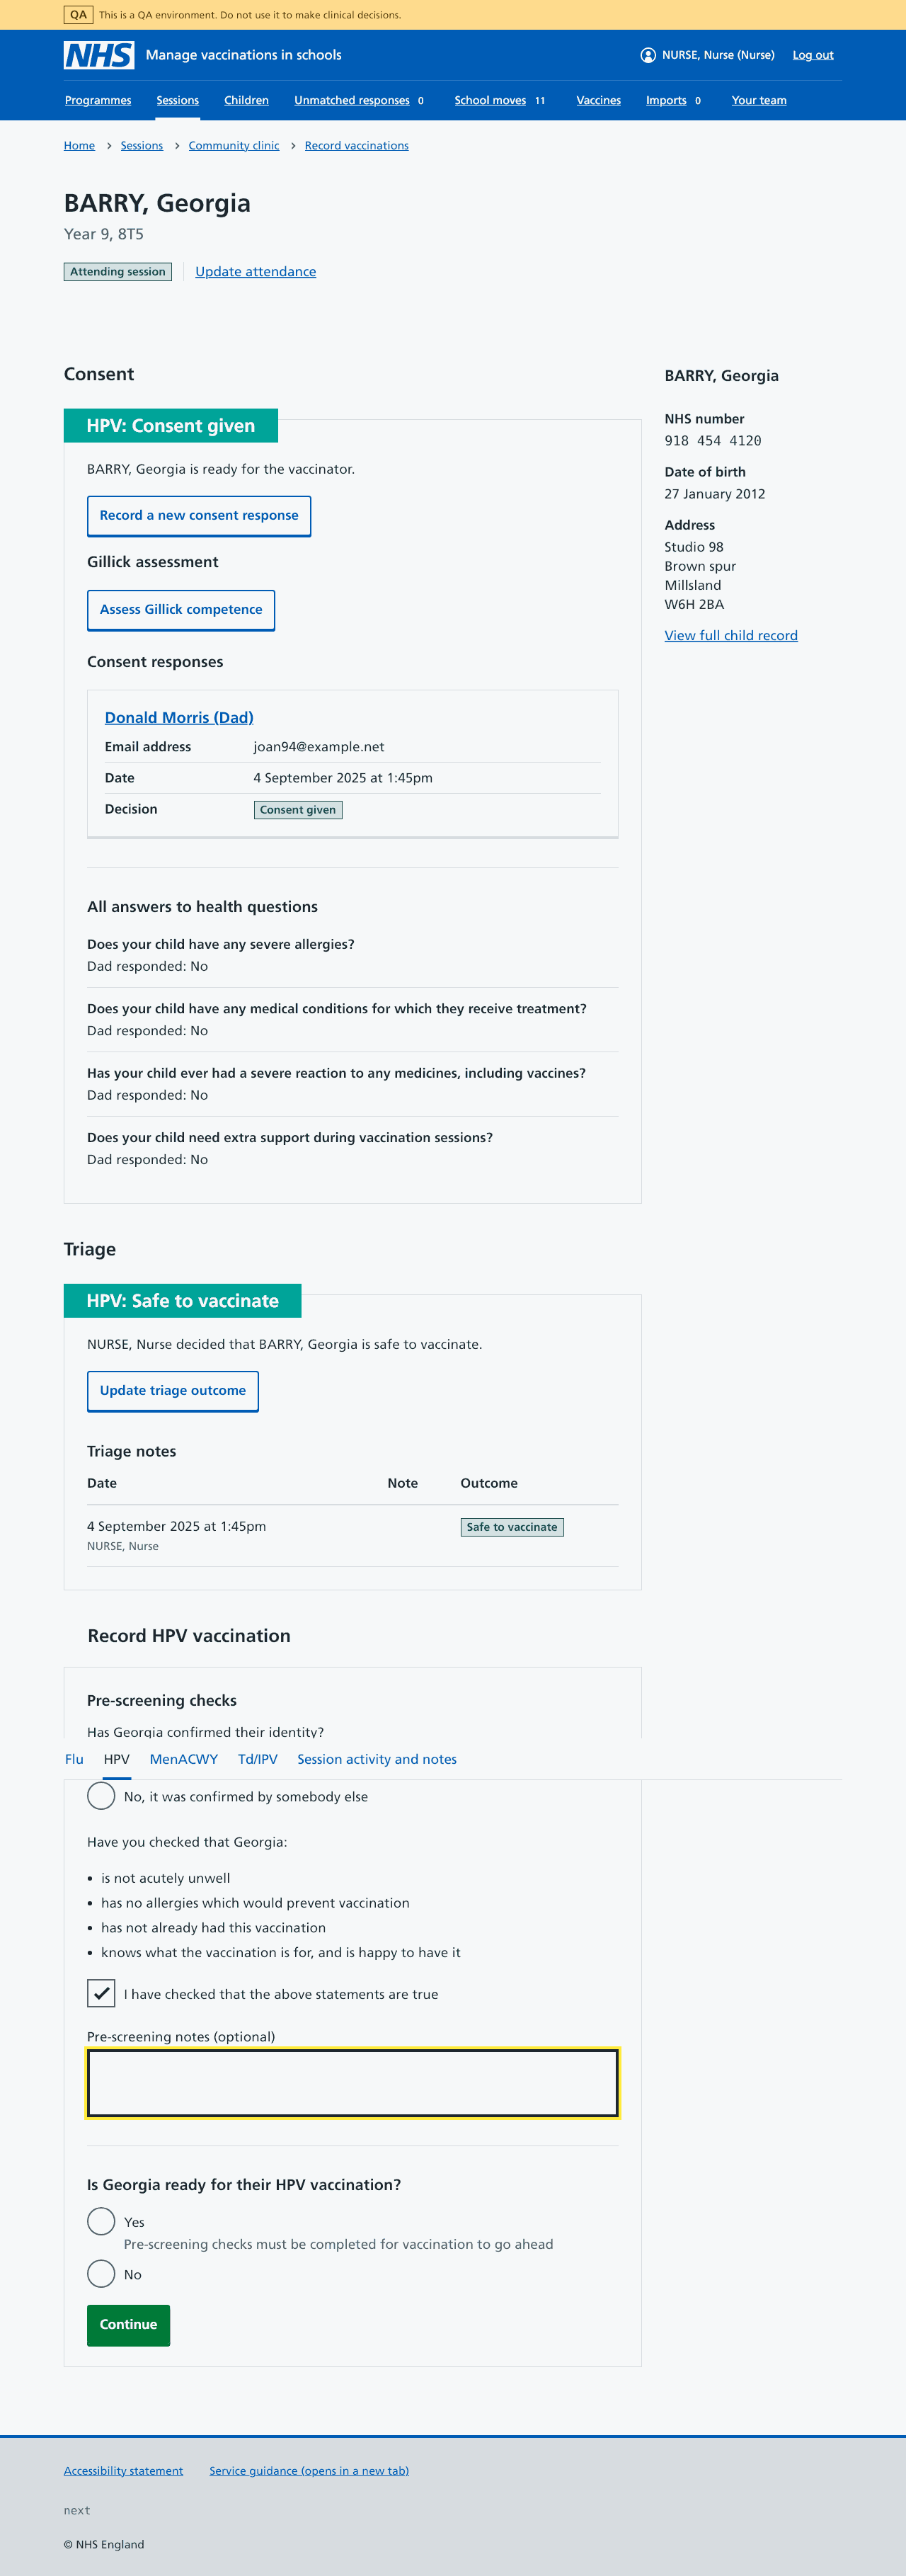 QA This is a QA environment. Do not use it to make clinical decisions.
NHS Manage vaccinations in schools NURSE, Nurse (Nurse) Log out
Programmes Sessions Children Unmatched responses 0 School moves 11 Vaccines Imports 0 Your team
Home Sessions Community clinic Record vaccinations
BARRY, Georgia
Year 9, 8T5
Attending session Update attendance
Consent
HPV: Consent given
BARRY, Georgia is ready for the vaccinator.
Record a new consent response
Gillick assessment
Assess Gillick competence
Consent responses
Donald Morris (Dad)
Email address joan94@example.net
Date 4 September 2025 at 1:45pm
Decision Consent given
All answers to health questions
Does your child have any severe allergies?
Dad responded: No
Does your child have any medical conditions for which they receive treatment?
Dad responded: No
Has your child ever had a severe reaction to any medicines, including vaccines?
Dad responded: No
Does your child need extra support during vaccination sessions?
Dad responded: No
BARRY, Georgia
NHS number
918 454 4120
Date of birth
27 January 2012
Address
Studio 98
Brown spur
Millsland
W6H 2BA
View full child record
Triage
HPV: Safe to vaccinate
NURSE, Nurse decided that BARRY, Georgia is safe to vaccinate.
Update triage outcome
Triage notes
Date Note Outcome
4 September 2025 at 1:45pm Safe to vaccinate
NURSE, Nurse
Record HPV vaccination
Pre-screening checks
Has Georgia confirmed their identity?
Flu HPV MenACWY Td/IPV Session activity and notes
No, it was confirmed by somebody else
Have you checked that Georgia:
• is not acutely unwell
• has no allergies which would prevent vaccination
• has not already had this vaccination
• knows what the vaccination is for, and is happy to have it
I have checked that the above statements are true
Pre-screening notes (optional)
Is Georgia ready for their HPV vaccination?
Yes
Pre-screening checks must be completed for vaccination to go ahead
No
Continue
Accessibility statement Service guidance (opens in a new tab)
next
© NHS England